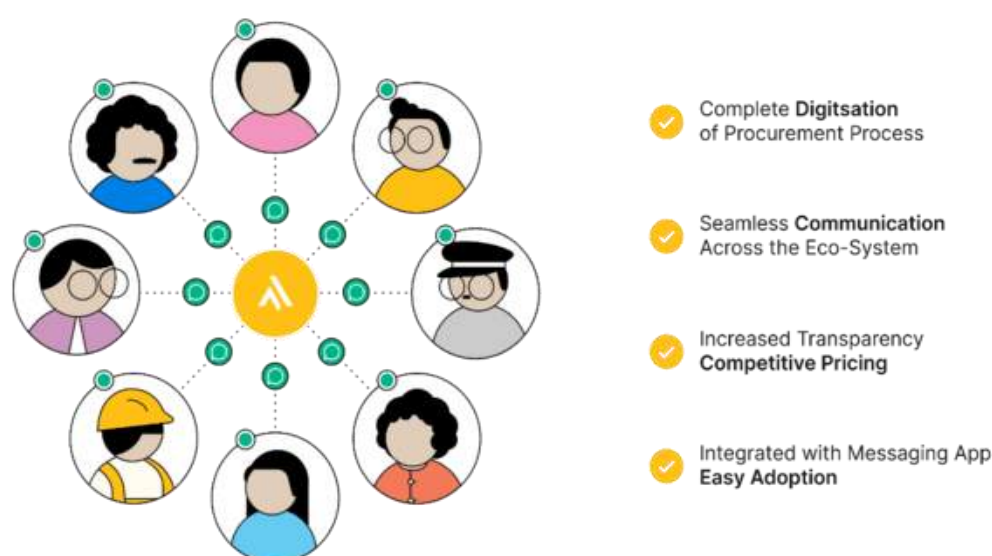 Complete Digitsation
of Procurement Process
Seamless Communication
Across the Eco-System
Increased Transparency
Competitive Pricing
Integrated with Messaging App
Easy Adoption